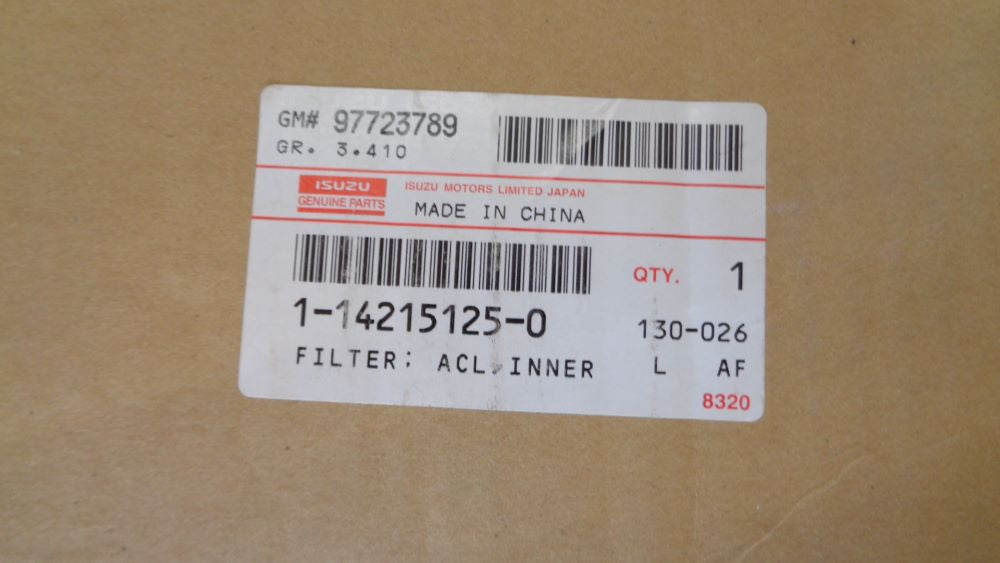 GM# 97723789
GR. 3.410
ISUZU
GENUINE PARTS
ISUZU MOTORS LIMITED JAPAN
MADE IN CHINA
QTY. 1
1-14215125-0
130-026
FILTER; ACL, INNER
L AF
8320